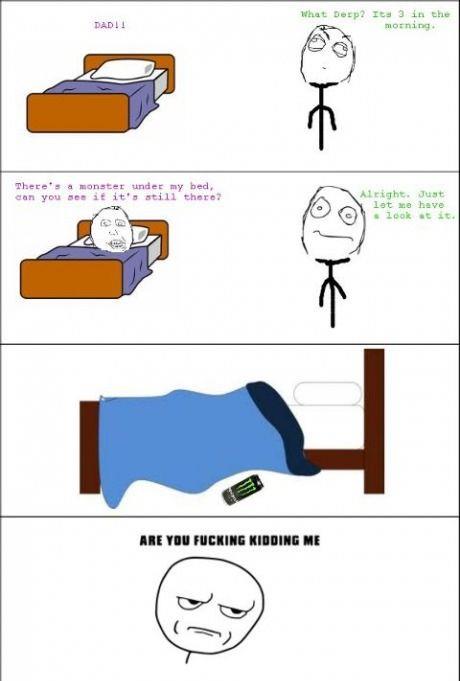 DAD!!
What Derp? Its 3 in the
morning.
There's a monster under my bed,
can you see if it's still there?
Alright. Just
let me have
a look at it.
ARE YOU FUCKING KIDDING ME